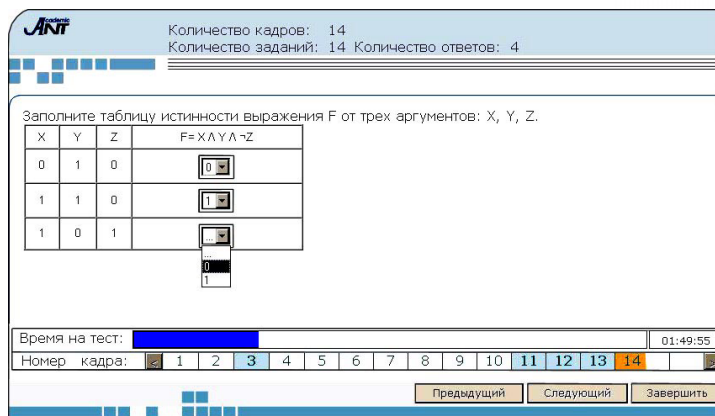 Academic ANT
Количество кадров: 14
Количество заданий: 14 Количество ответов: 4
Заполните таблицу истинности выражения F от трех аргументов: X, Y, Z.
X Y Z F= X Λ Y Λ ¬Z
0 1 0 0
1 1 0 1
1 0 1 ...
...
0
1
Время на тест: 01:49:55
Номер кадра: < 1 2 3 4 5 6 7 8 9 10 11 12 13 14
Предыдущий Следующий Завершить